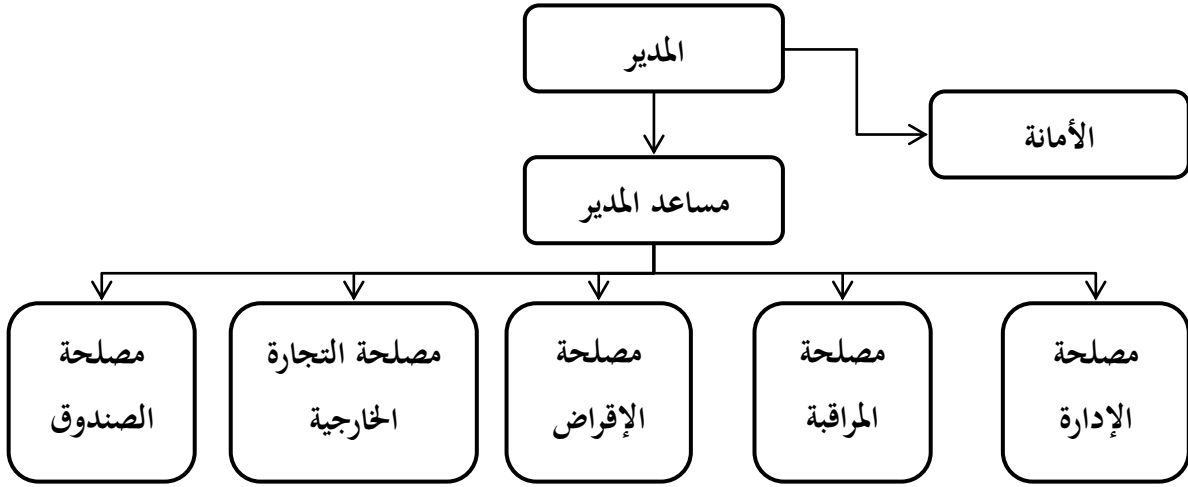 المدير
الأمانة
مساعد المدير
مصلحة
الإدارة
مصلحة
المراقبة
مصلحة
الإقراض
مصلحة التجارة
الخارجية
مصلحة
الصندوق